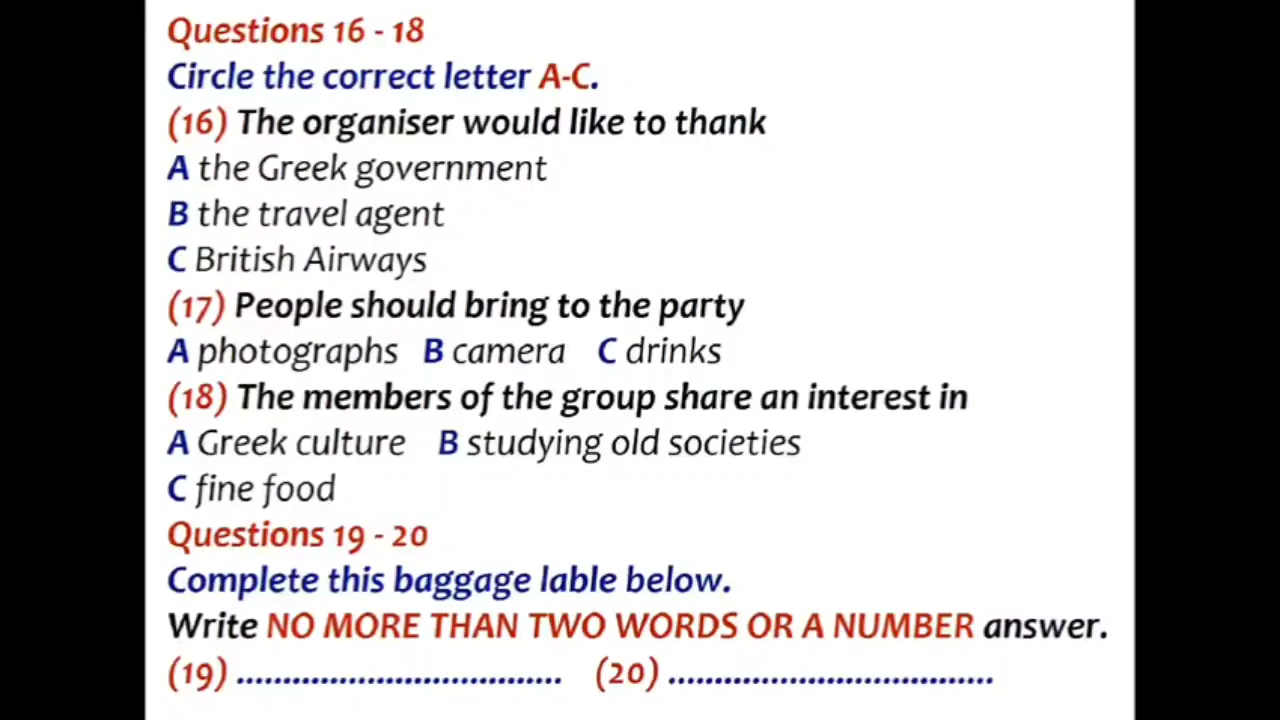 Questions 16 - 18
Circle the correct letter A-C.
(16) The organiser would like to thank
A the Greek government
B the travel agent
C British Airways
(17) People should bring to the party
A photographs B camera C drinks
(18) The members of the group share an interest in
A Greek culture B studying old societies
C fine food
Questions 19 - 20
Complete this baggage lable below.
Write NO MORE THAN TWO WORDS OR A NUMBER answer.
(19) ................................... (20) ...................................